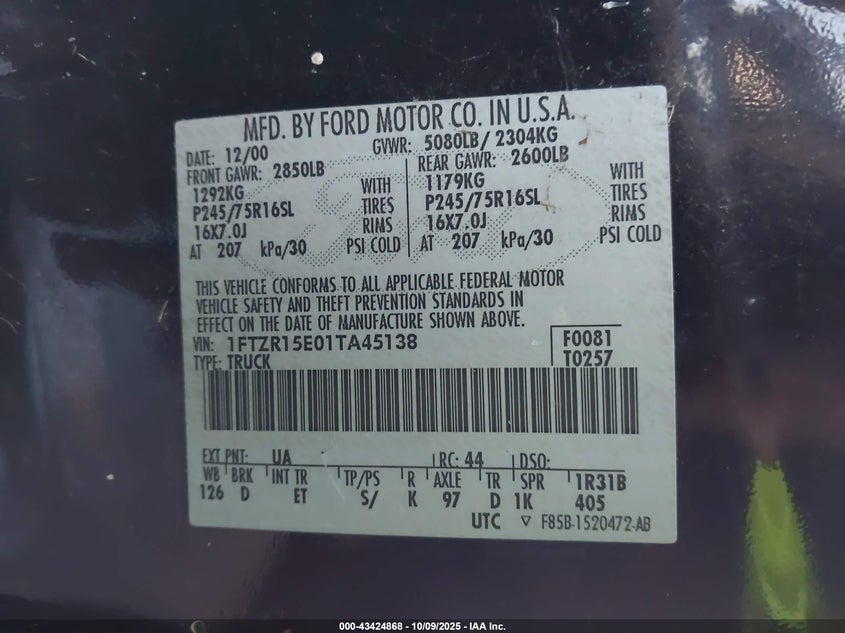 MFD. BY FORD MOTOR CO. IN U.S.A.
DATE: 12/00 GVWR: 5080LB/ 2304KG
FRONT GAWR: 2850LB REAR GAWR: 2600LB
1292KG WITH 1179KG WITH
P245/75R16SL TIRES P245/75R16SL TIRES
16X7.0J RIMS 16X7.0J RIMS
AT 207 kPa/30 PSI COLD AT 207 kPa/30 PSI COLD
THIS VEHICLE CONFORMS TO ALL APPLICABLE FEDERAL MOTOR
VEHICLE SAFETY AND THEFT PREVENTION STANDARDS IN
EFFECT ON THE DATE OF MANUFACTURE SHOWN ABOVE.
VIN: 1FTZR15E01TA45138 F0081
TYPE: TRUCK T0257
EXT PNT: UA RC: 44 DSO:
WB BRK INT TR TP/PS R AXLE TR SPR 1R31B
126 D ET S/ K 97 D 1K 405
UTC ▽ F85B-1520472-AB
000-43424868 - 10/09/2025 - IAA Inc.